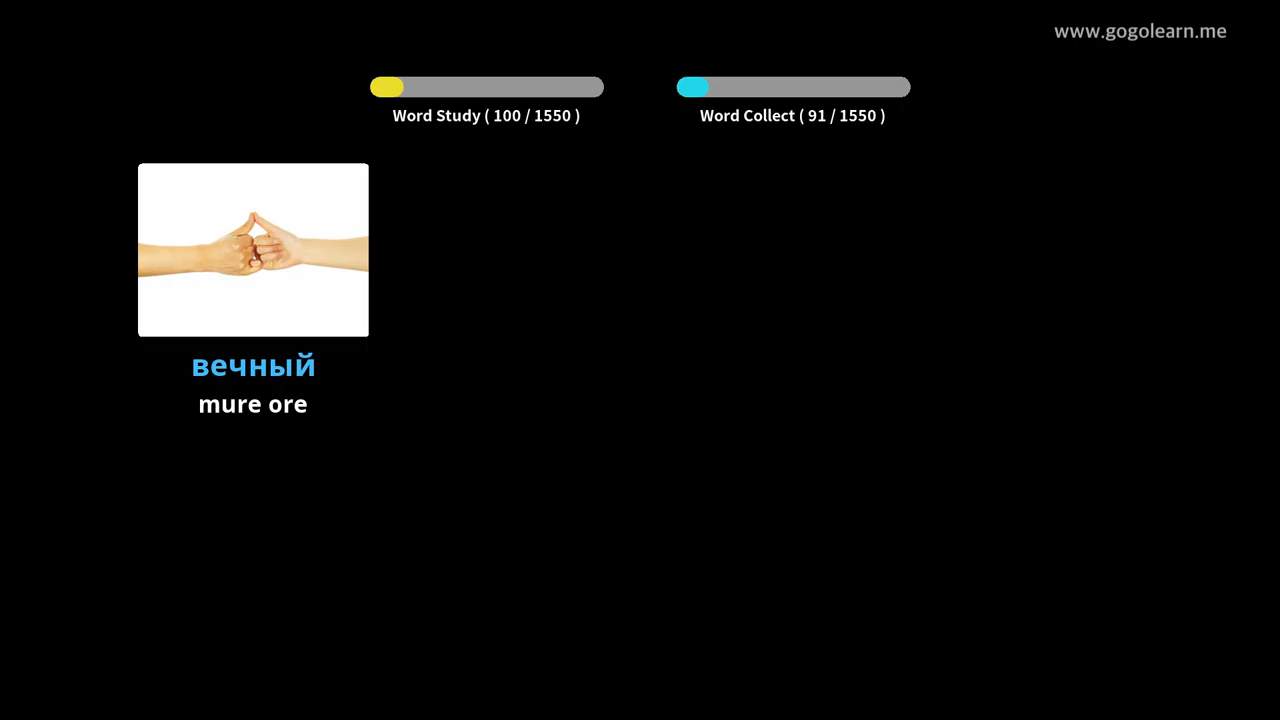 www.gogolearn.me
Word Study ( 100 / 1550 )
Word Collect ( 91 / 1550 )
вечный
mure ore